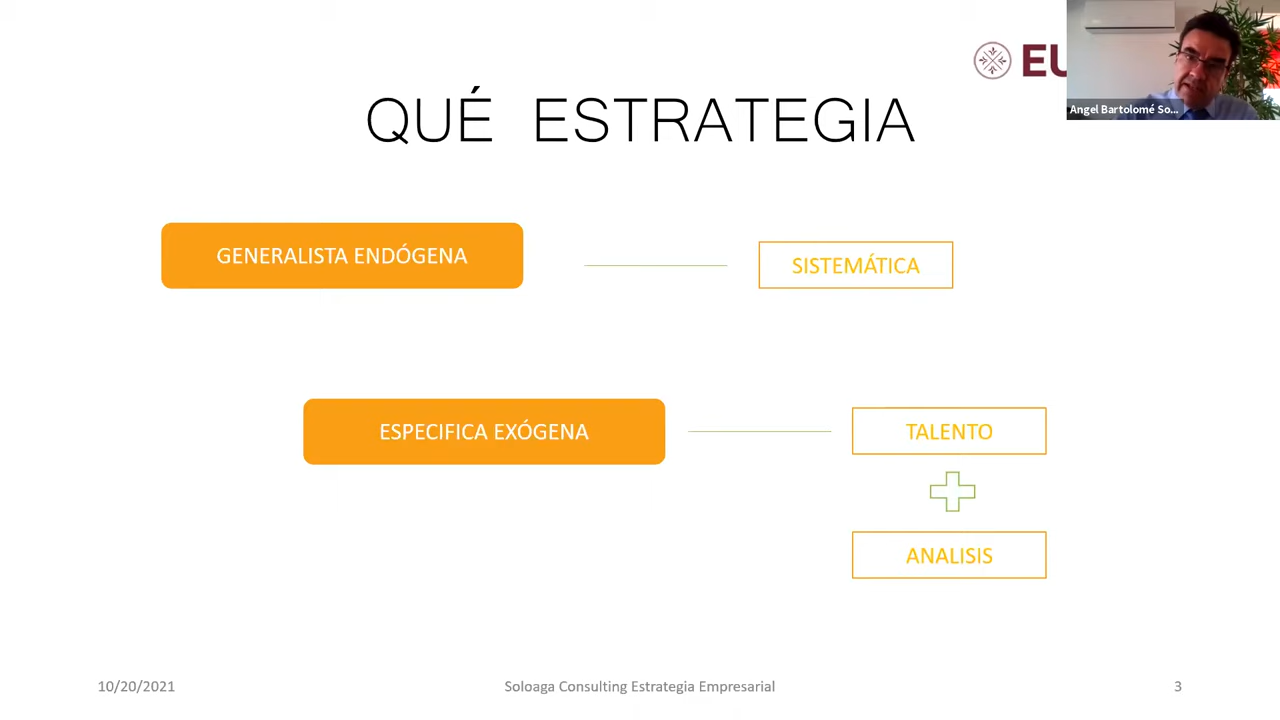 EU
Angel Bartolomé So...
QUÉ ESTRATEGIA
GENERALISTA ENDÓGENA
SISTEMÁTICA
ESPECIFICA EXÓGENA
TALENTO
ANALISIS
10/20/2021
Soloaga Consulting Estrategia Empresarial
3